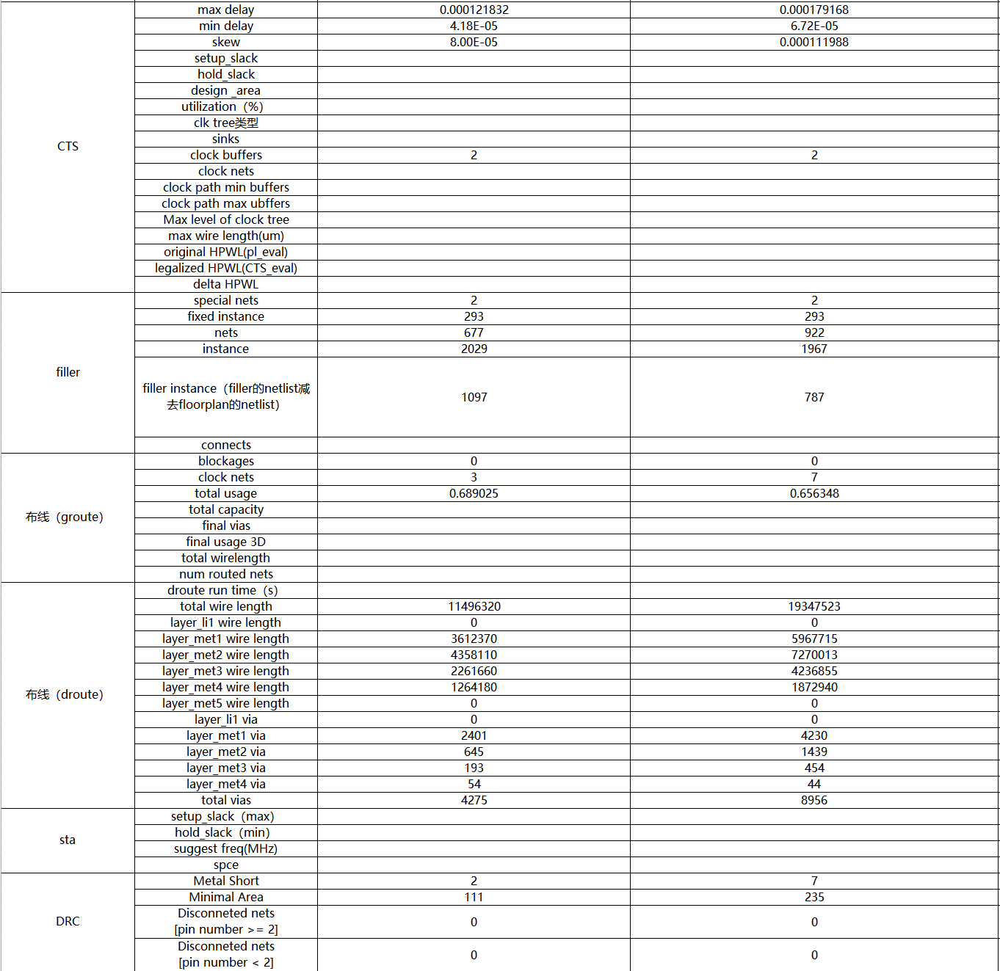 max delay 0.000121832 0.000179168
min delay 4.18E-05 6.72E-05
skew 8.00E-05 0.000111988
setup_slack
hold_slack
design _area
utilization（%）
clk tree类型
sinks
CTS
clock buffers 2 2
clock nets
clock path min buffers
clock path max ubffers
Max level of clock tree
max wire length(um)
original HPWL(pl_eval)
legalized HPWL(CTS_eval)
delta HPWL
special nets 2 2
fixed instance 293 293
nets 677 922
instance 2029 1967
filler
filler instance（filler的netlist减
去floorplan的netlist） 1097 787
connects
blockages 0 0
clock nets 3 7
total usage 0.689025 0.656348
total capacity
布线（groute）
final vias
final usage 3D
total wirelength
num routed nets
droute run time（s）
total wire length 11496320 19347523
layer_li1 wire length 0 0
layer_met1 wire length 3612370 5967715
layer_met2 wire length 4358110 7270013
layer_met3 wire length 2261660 4236855
layer_met4 wire length 1264180 1872940
布线（droute）
layer_met5 wire length 0 0
layer_li1 via 0 0
layer_met1 via 2401 4230
layer_met2 via 645 1439
layer_met3 via 193 454
layer_met4 via 54 44
total vias 4275 8956
setup_slack（max）
hold_slack（min）
sta
suggest freq(MHz)
spce
Metal Short 2 7
Minimal Area 111 235
DRC
Disconneted nets
[pin number >= 2] 0 0
Disconneted nets
[pin number < 2] 0 0